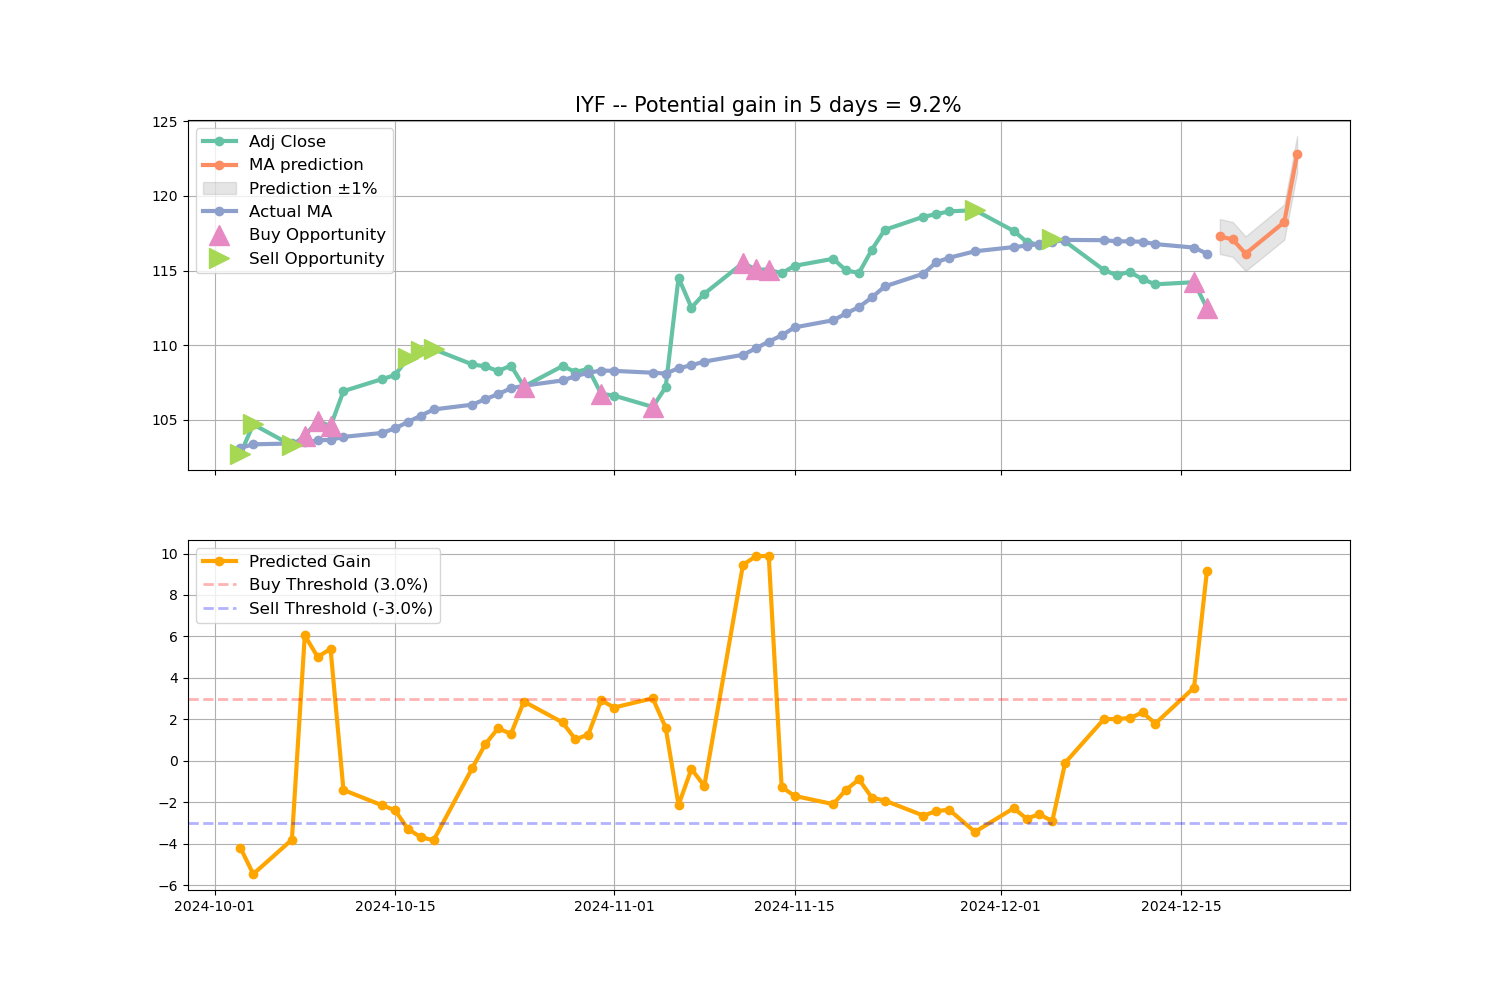 IYF -- Potential gain in 5 days = 9.2%
125
120
115
110
105
Adj Close
MA prediction
Prediction ±1%
Actual MA
Buy Opportunity
Sell Opportunity
10
8
6
4
2
0
−2
−4
−6
Predicted Gain
Buy Threshold (3.0%)
Sell Threshold (-3.0%)
2024-10-01
2024-10-15
2024-11-01
2024-11-15
2024-12-01
2024-12-15